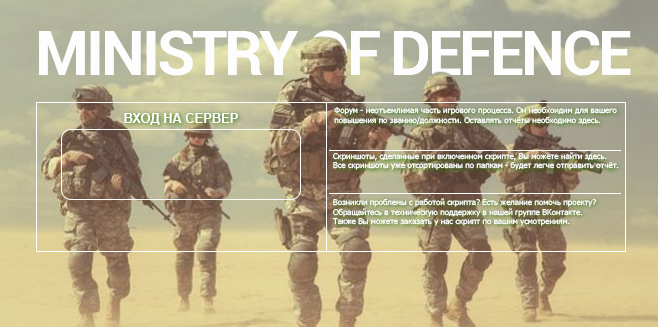 MINISTRY OF DEFENCE
ВХОД НА СЕРВЕР
Форум - неотъемлимая часть игрового процесса. Он необхондим для вашего
повышения по званию/должности. Оставлять отчёты необходимо здесь.
Скриншоты, сделанные при включенном скрипте, Вы можете найти здесь.
Все скриншоты уже отсортированы по папкам - будет легче отправить отчёт.
Возникли проблемы с работой скрипта? Есть желание помочь проекту?
Обращайтесь в техническую поддержку в нашей группе ВКонтакте.
Также Вы можете заказать у нас скрипт по вашим усмотрениям.